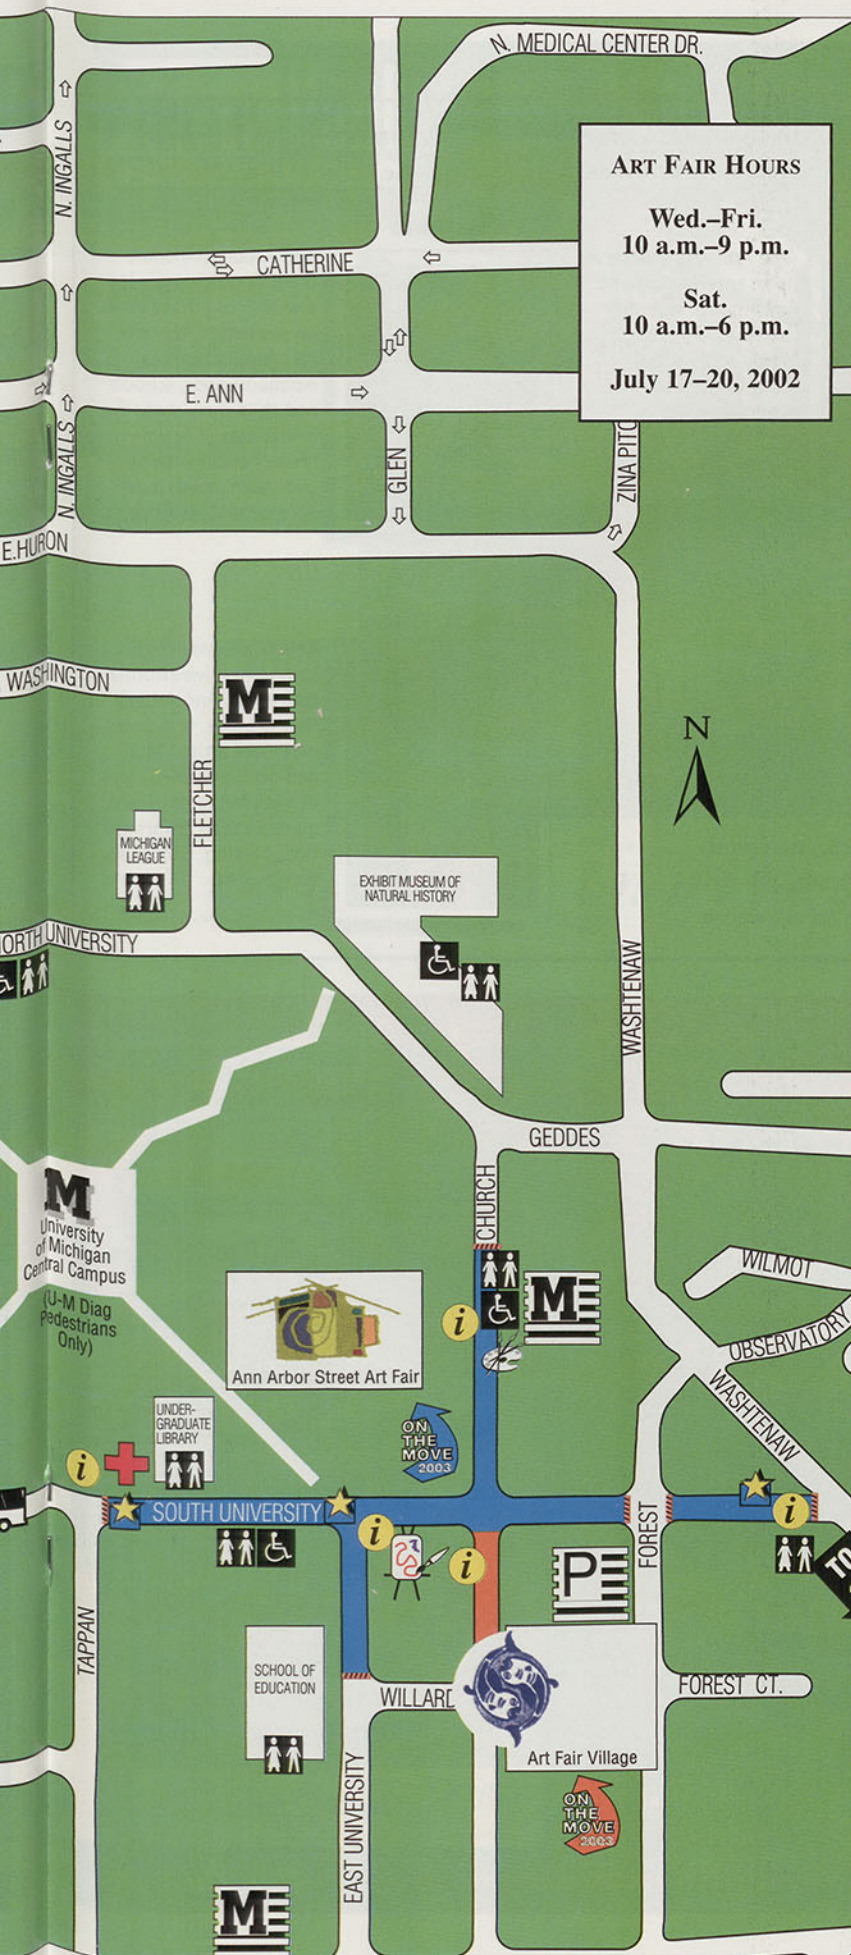 N. MEDICAL CENTER DR.
N. INGALLS
ART FAIR HOURS
Wed.–Fri.
10 a.m.–9 p.m.
Sat.
10 a.m.–6 p.m.
July 17–20, 2002
CATHERINE
E. ANN
N. INGALLS
GLEN
ZINA PITC
E.HURON
WASHINGTON
M
N
FLETCHER
MICHIGAN
LEAGUE
EXHIBIT MUSEUM OF
NATURAL HISTORY
ORTH UNIVERSITY
WASHTENAW
GEDDES
CHURCH
M
University
of Michigan
Central Campus
(U-M Diag
Pedestrians
Only)
WILMOT
OBSERVATORY
i
M
Ann Arbor Street Art Fair
WASHTENAW
ON
THE
MOVE
2003
UNDER-
GRADUATE
LIBRARY
i
SOUTH UNIVERSITY
i
i
i
FOREST
P
TO
TAPPAN
SCHOOL OF
EDUCATION
WILLARD
FOREST CT.
Art Fair Village
EAST UNIVERSITY
ON
THE
MOVE
2003
M